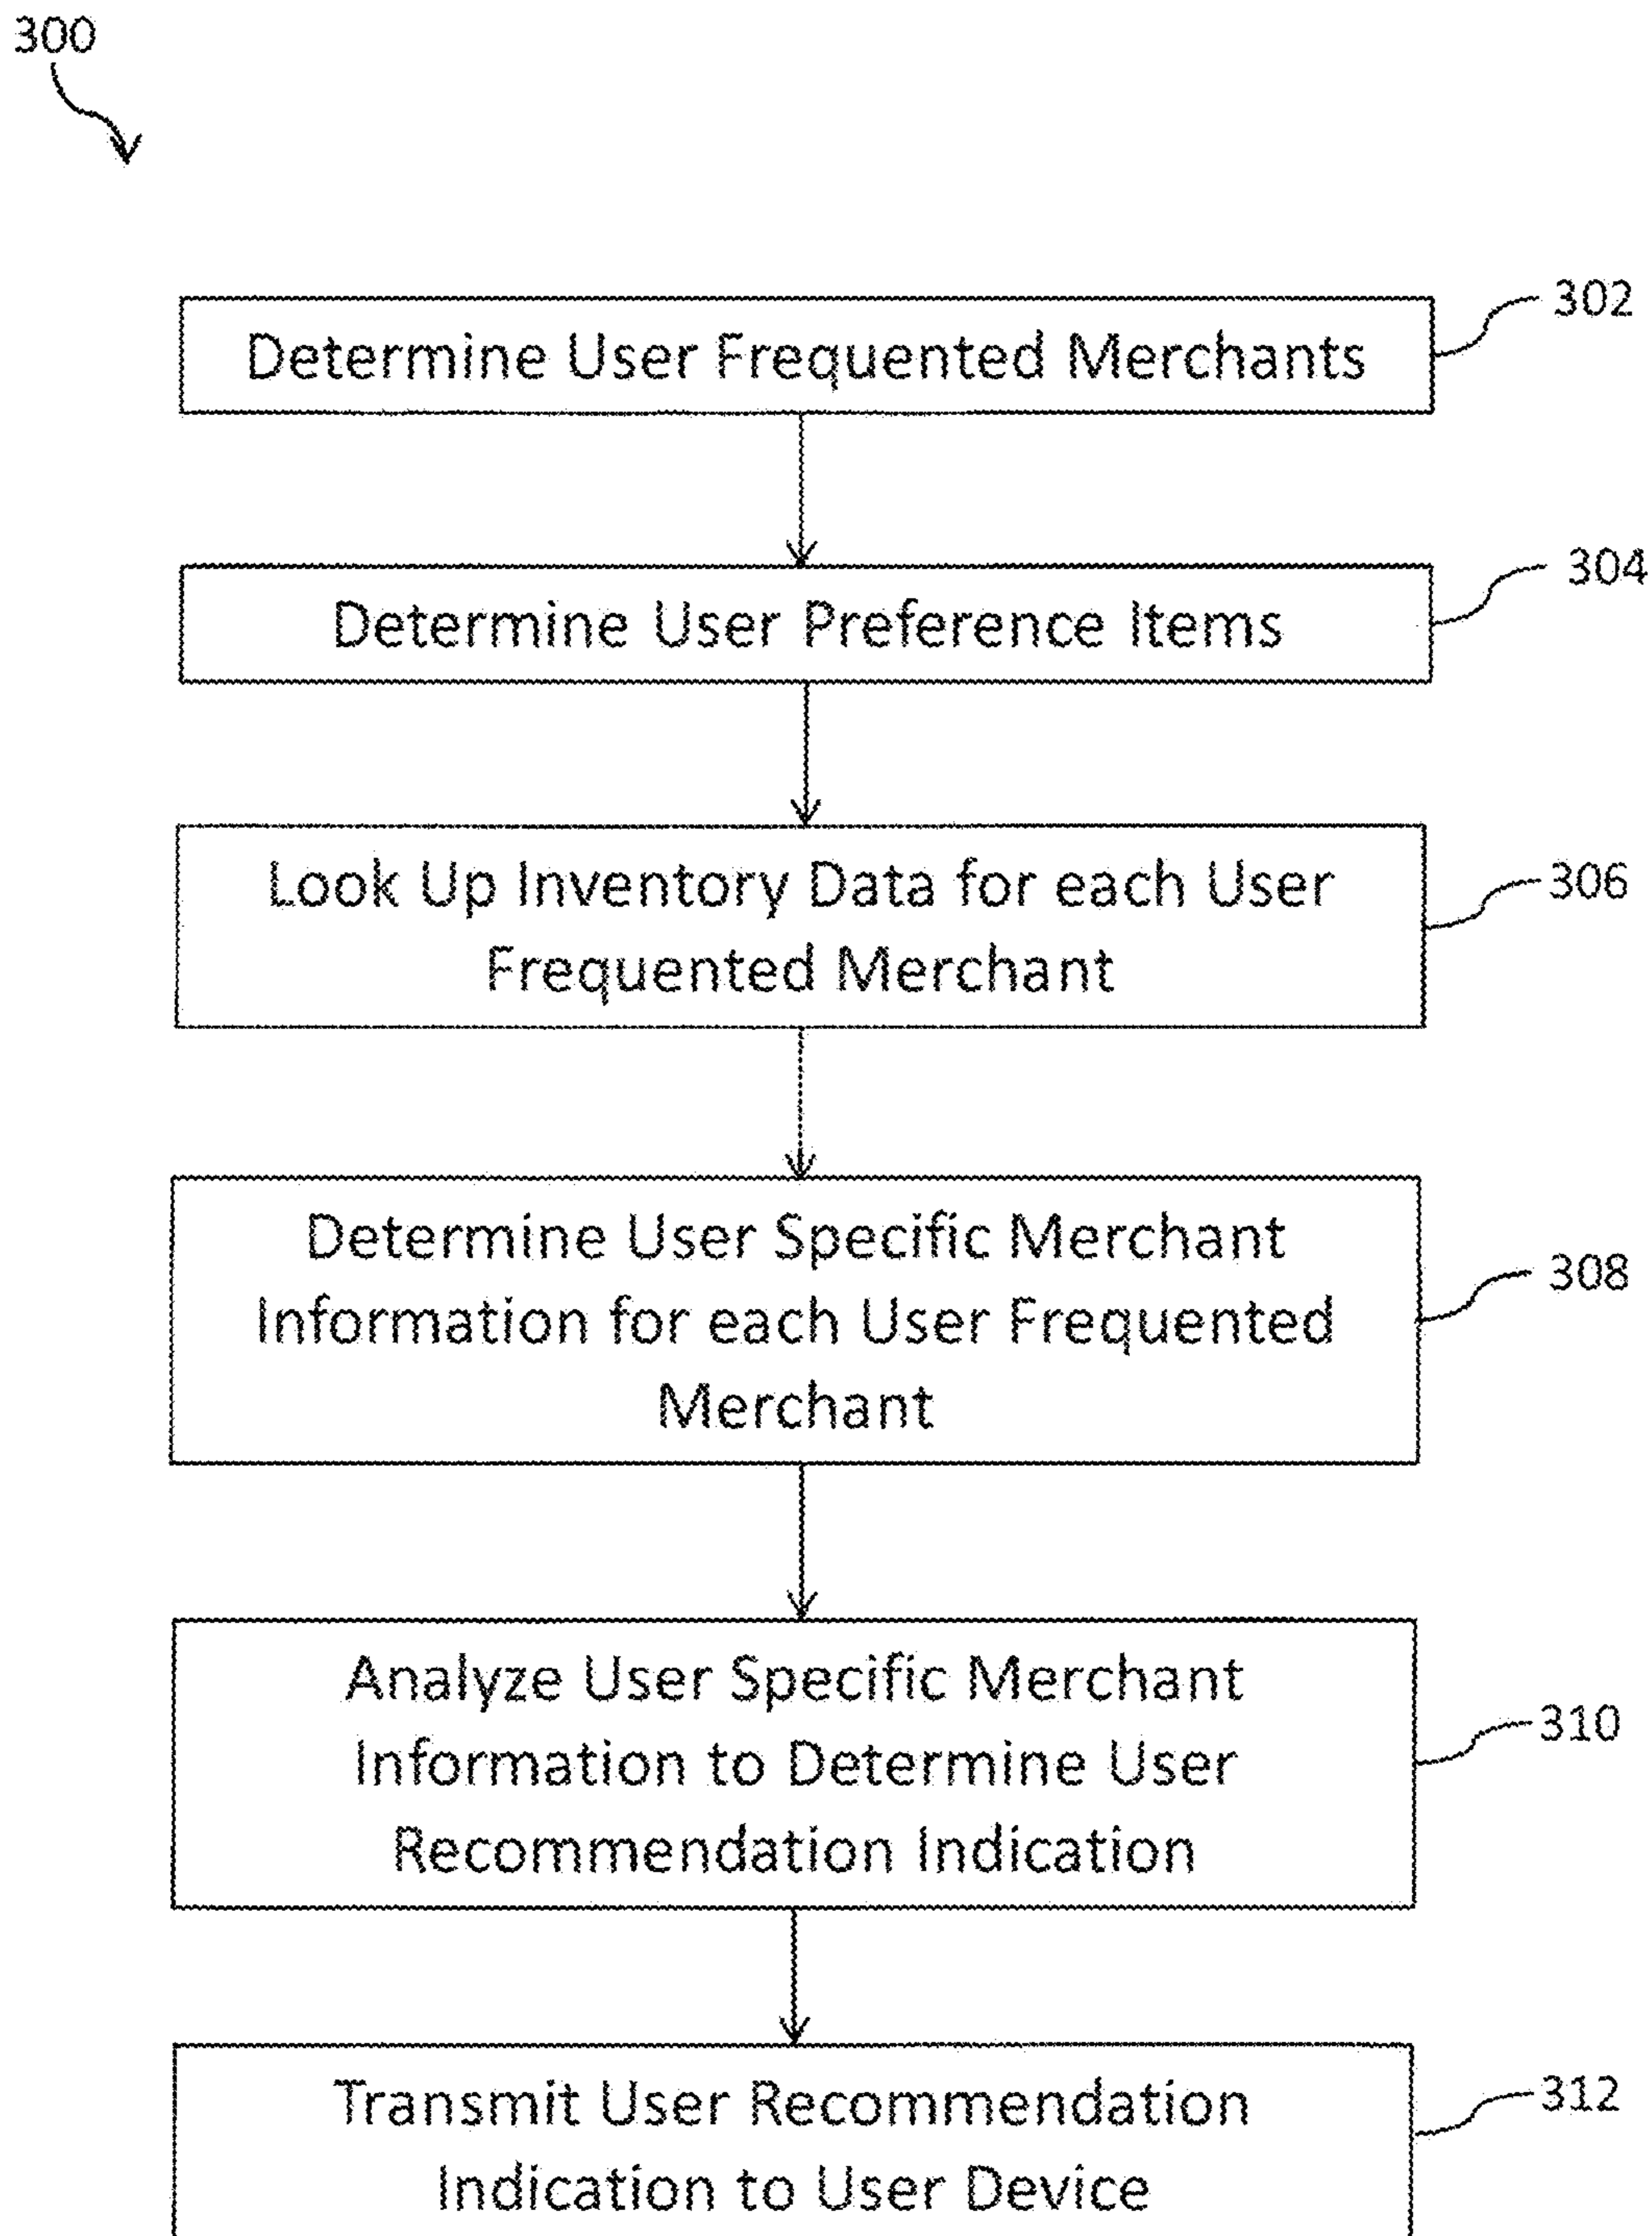 300
302
Determine User Frequented Merchants
304
Determine User Preference Items
Look Up Inventory Data for each User
306
Frequented Merchant
Determine User Specific Merchant
308
Information for each User Frequented
Merchant
Analyze User Specific Merchant
310
Information to Determine User
Recommendation Indication
Transmit User Recommendation
312
Indication to User Device